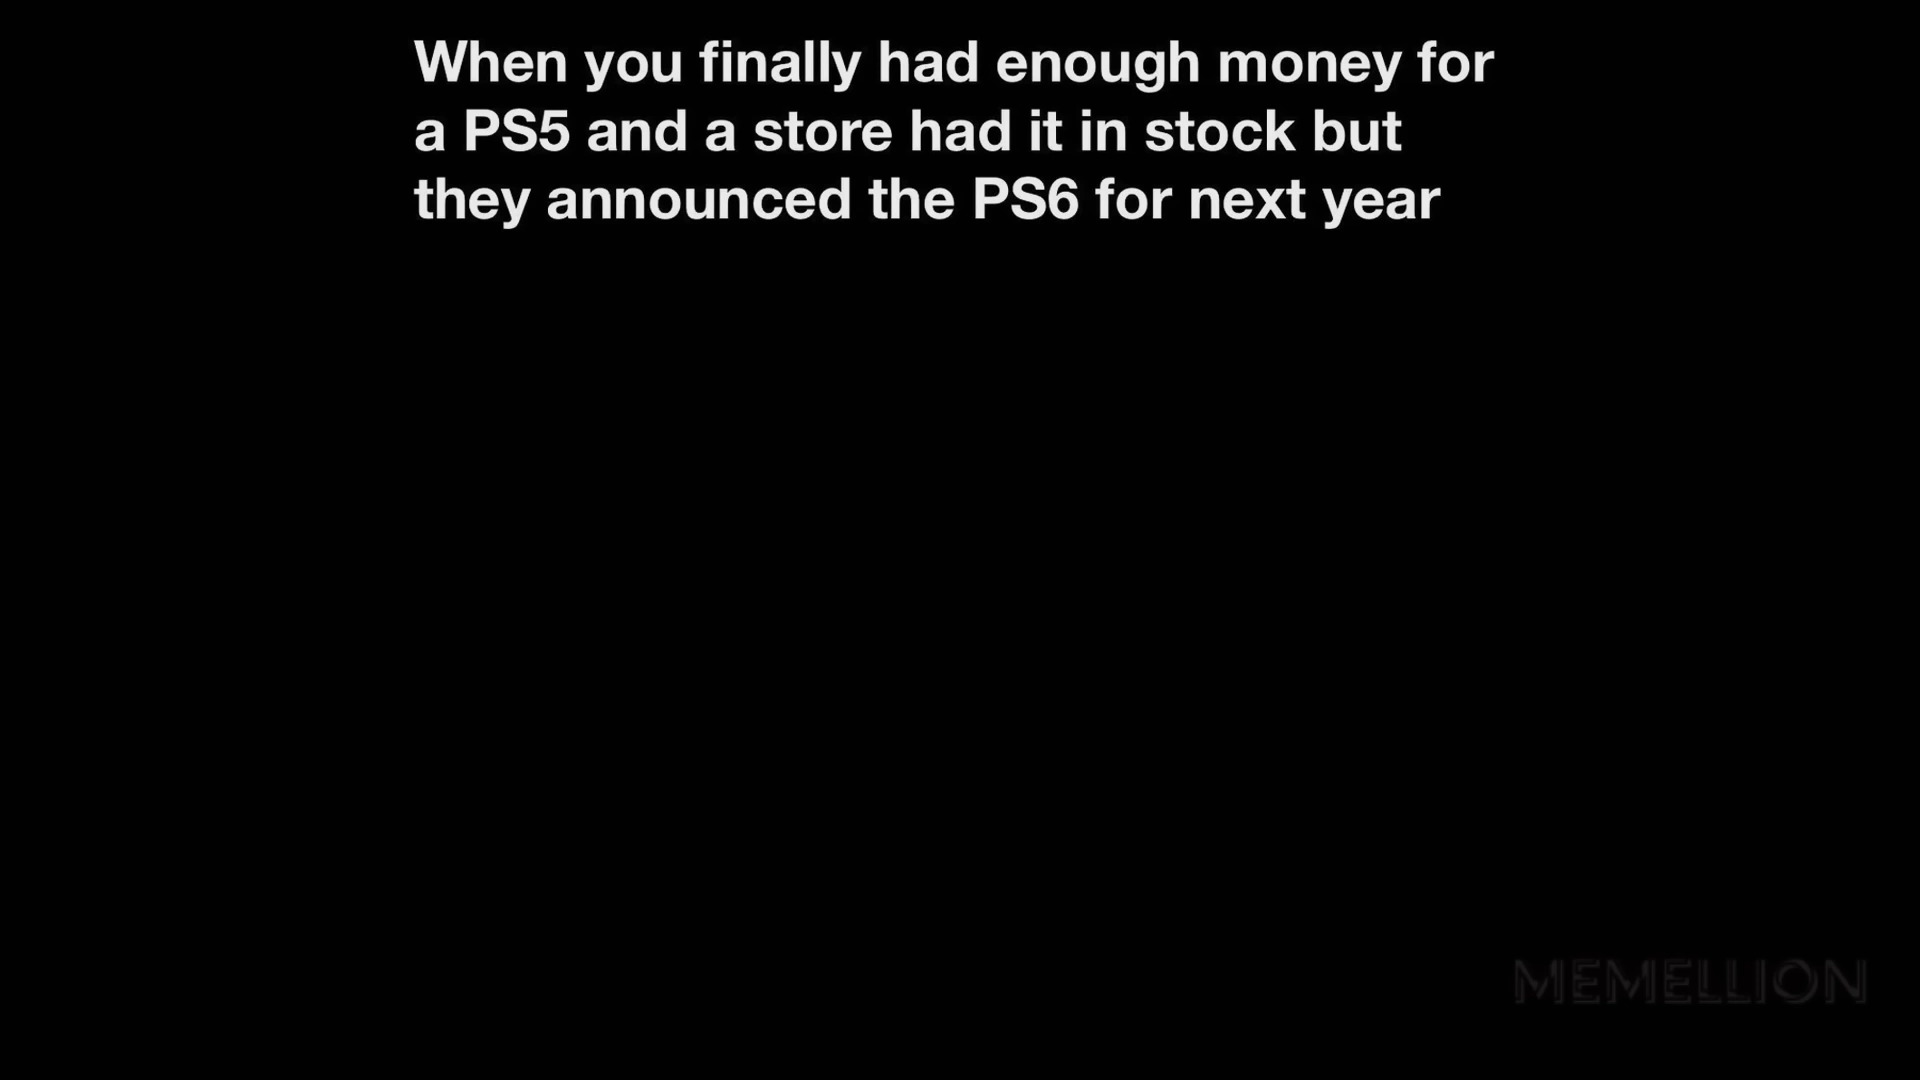 When you finally had enough money for
a PS5 and a store had it in stock but
they announced the PS6 for next year
MEMELLION